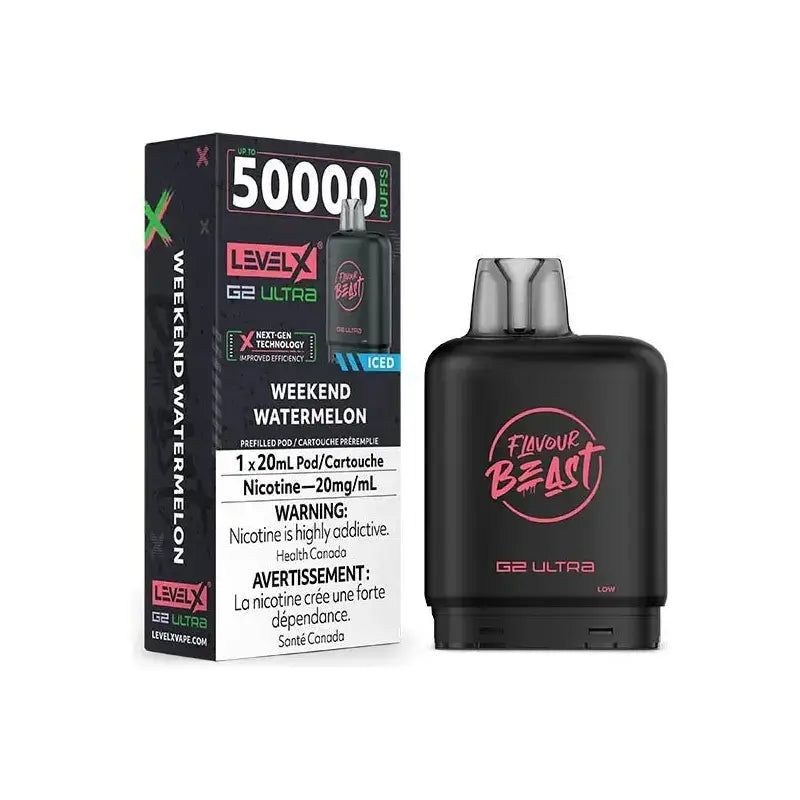 UP TO
50000
PUFFS
LEVELX®
G2 ULTRA
FLAVOUR
BEAST
G2 ULTRA
X NEXT-GEN
TECHNOLOGY
IMPROVED EFFICIENCY
ICED
WEEKEND
WATERMELON
PREFILLED POD / CARTOUCHE PRÉREMPLIE
1 x 20mL Pod/Cartouche
Nicotine—20mg/mL
WARNING:
Nicotine is highly addictive.
Health Canada
AVERTISSEMENT :
La nicotine crée une forte
dépendance.
Santé Canada
X
WEEKEND WATERMELON
LEVELX
G2 ULTRA
LEVELXVAPE.COM
FLAVOUR
BEAST
G2 ULTRA
LOW